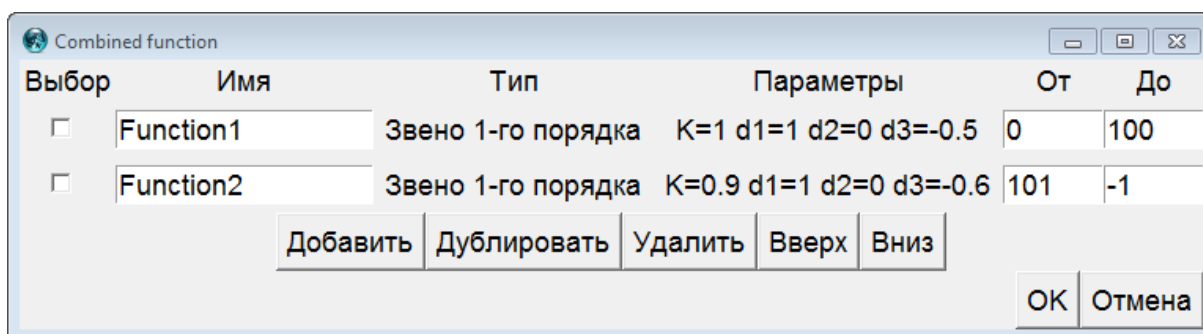 Combined function
Выбор Имя Тип Параметры От До
Function1 Звено 1-го порядка K=1 d1=1 d2=0 d3=-0.5 0 100
Function2 Звено 1-го порядка K=0.9 d1=1 d2=0 d3=-0.6 101 -1
Добавить Дублировать Удалить Вверх Вниз
OK Отмена